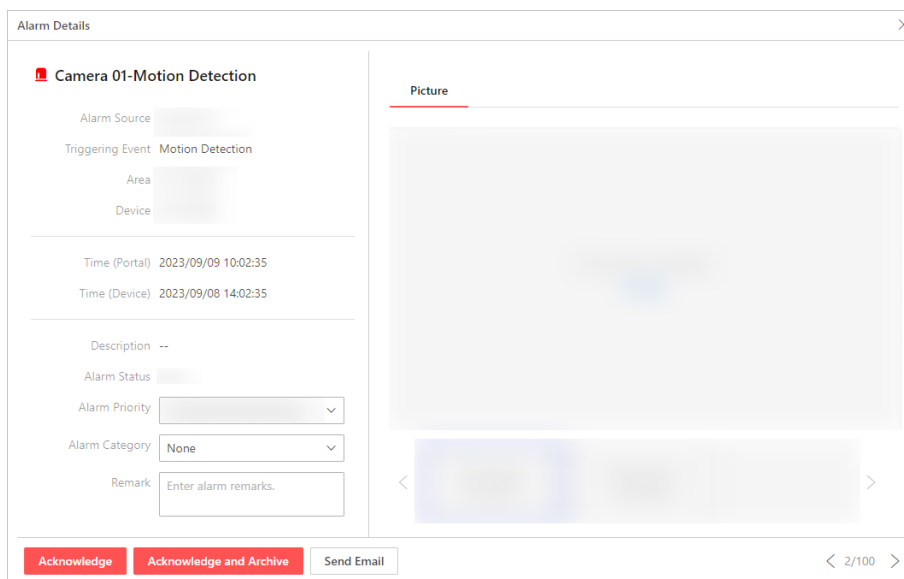 Alarm Details
Camera 01-Motion Detection
Alarm Source
Triggering Event Motion Detection
Area
Device
Time (Portal) 2023/09/09 10:02:35
Time (Device) 2023/09/08 14:02:35
Description --
Alarm Status
Alarm Priority
Alarm Category None
Remark Enter alarm remarks.
Picture
Acknowledge Acknowledge and Archive Send Email
2/100